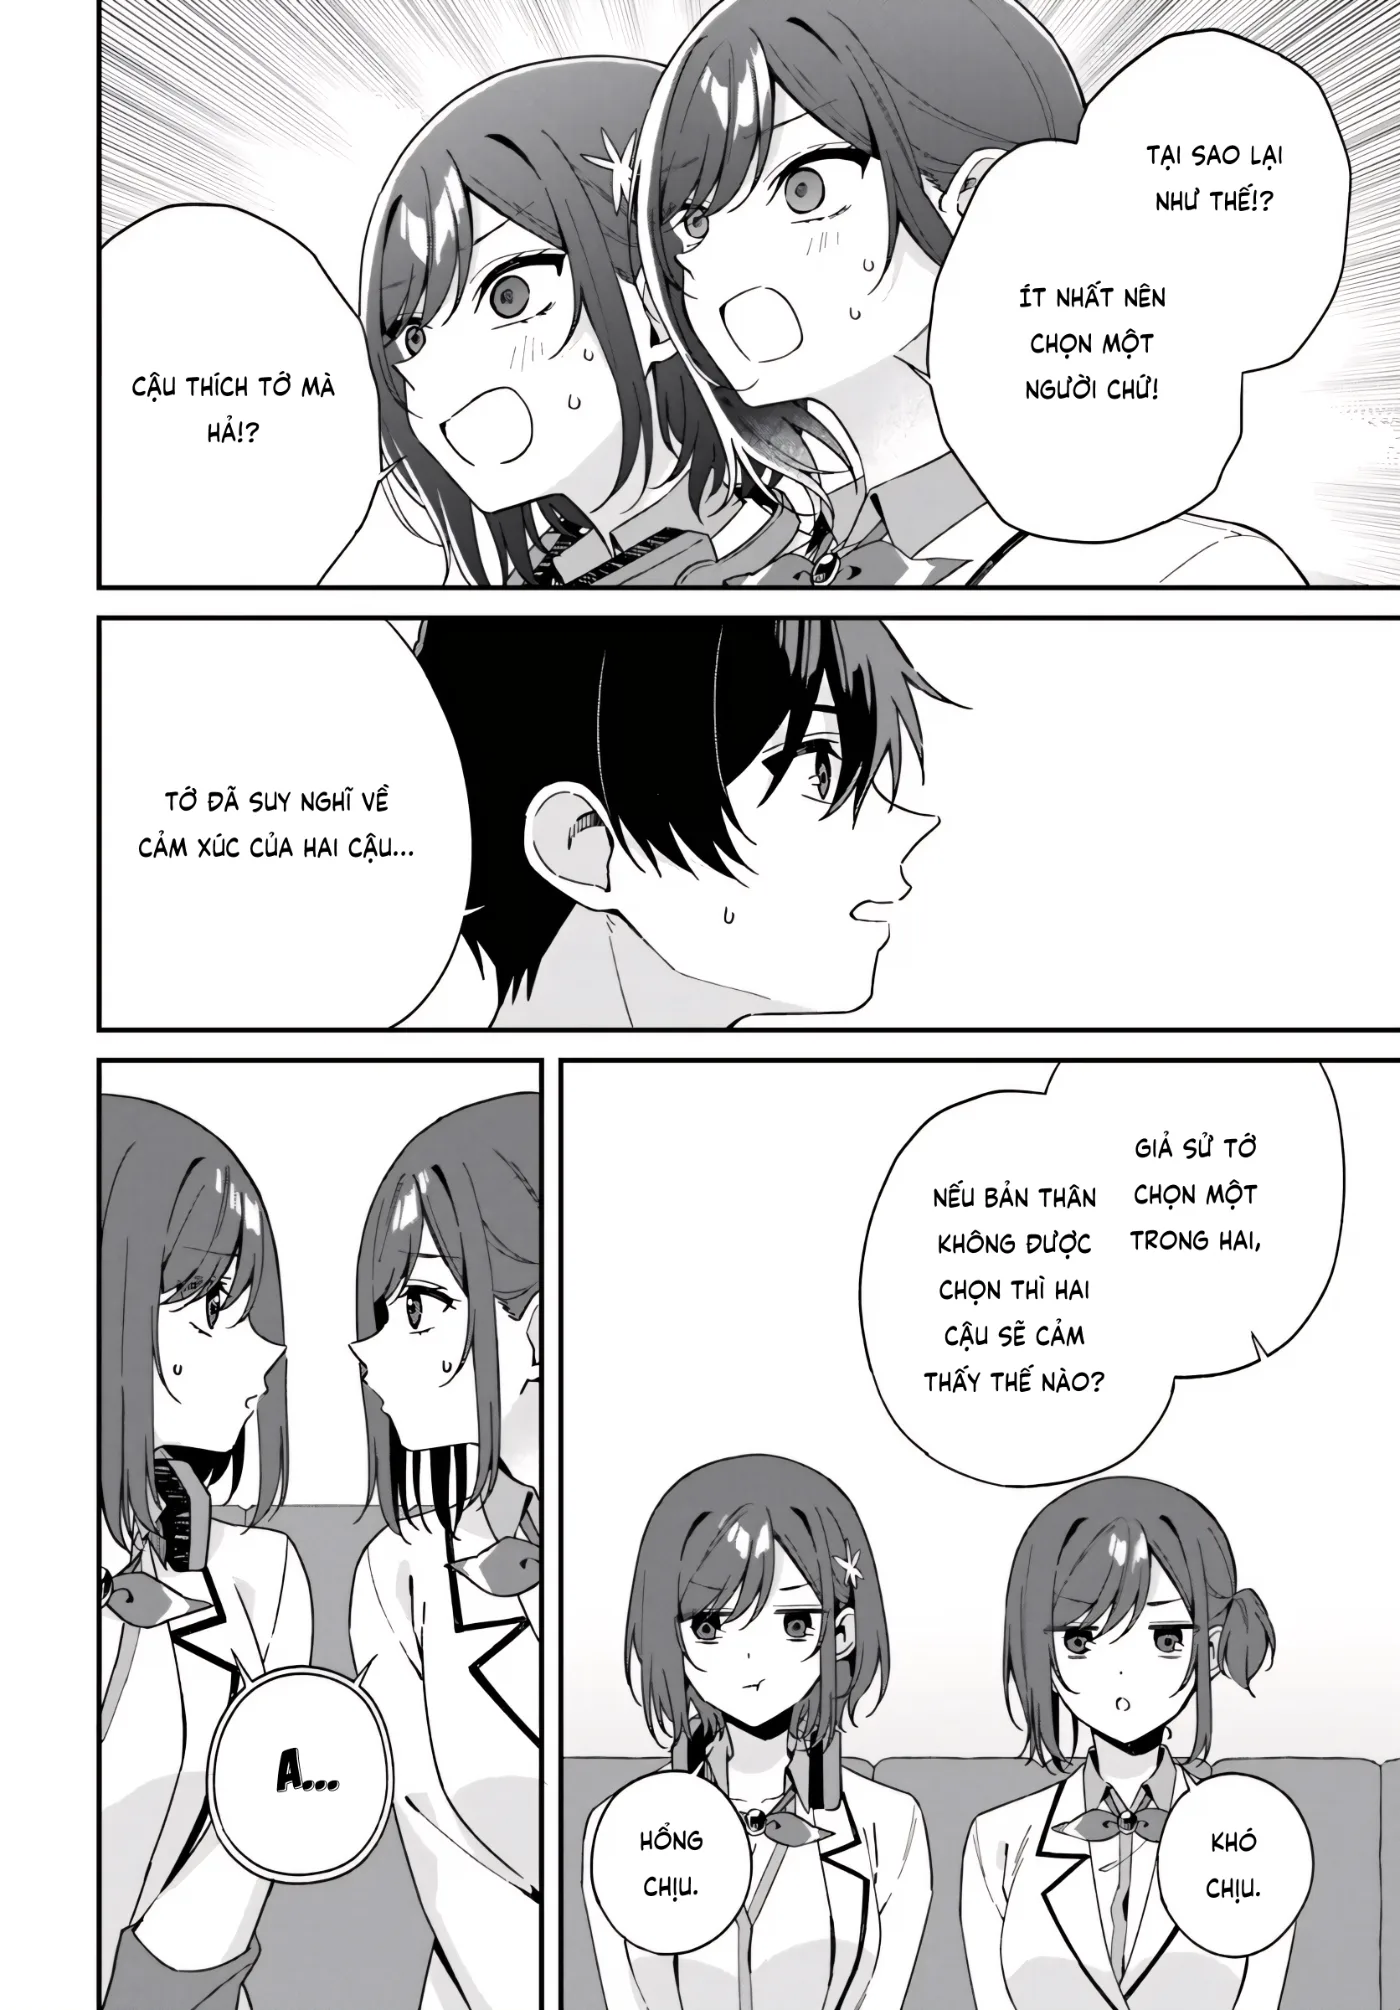 TẠI SAO LẠI
NHƯ THẾ!?
ÍT NHẤT NÊN
CHỌN MỘT
NGƯỜI CHỨ!
CẬU THÍCH TỚ MÀ
HẢ!?
TỚ ĐÃ SUY NGHĨ VỀ
CẢM XÚC CỦA HAI CẬU...
GIẢ SỬ TỚ
CHỌN MỘT
TRONG HAI,
NẾU BẢN THÂN
KHÔNG ĐƯỢC
CHỌN THÌ HAI
CẬU SẼ CẢM
THẤY THẾ NÀO?
KHÓ
CHỊU.
HỔNG
CHỊU.
A...